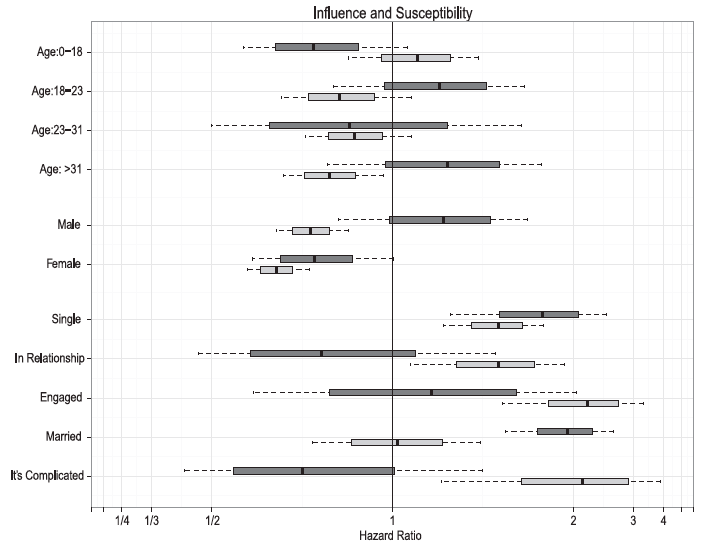 Influence and Susceptibility
Age:0-18
Age:18-23
Age:23-31
Age: >31
Male
Female
Single
In Relationship
Engaged
Married
It's Complicated
1/4 1/3 1/2 1 2 3 4
Hazard Ratio